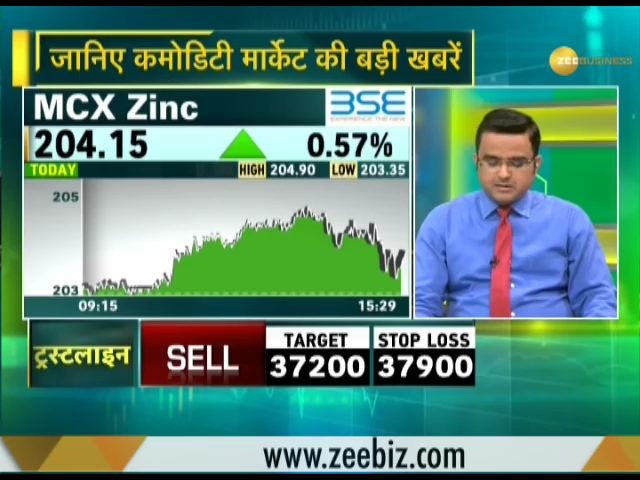 जानिए कमोडिटी मार्केट की बड़ी खबरें
ZEE BUSINESS
MCX Zinc
BSE
EXPERIENCE THE NEW
204.15 0.57%
TODAY HIGH 204.90 LOW 203.35
205
203
09:15 15:29
ट्रस्टलाइन SELL TARGET STOP LOSS
37200 37900
www.zeebiz.com